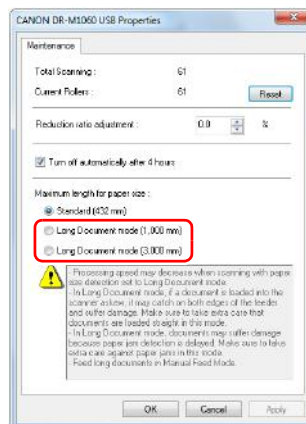 CANON DR-M1060 USB Properties
Maintenance
Total Scanning : 61
Current Rollers : 61 Reset
Reduction ratio adjustment : 0.0 %
Turn off automatically after 4 hours
Maximum length for paper size :
Standard (432 mm)
Long Document mode (1,000 mm)
Long Document mode (3,000 mm)
- Processing speed may decrease when scanning with paper
size detection set to Long Document mode.
- In Long Document mode, if a document is loaded into the
scanner askew, it may catch on both edges of the feeder
and suffer damage. Make sure to take extra care that
documents are loaded straight in this mode.
- In Long Document mode, documents may suffer damage
because paper jam detection is delayed. Make sure to take
extra care against paper jams in this mode.
- Feed long documents in Manual Feed Mode.
OK Cancel Apply